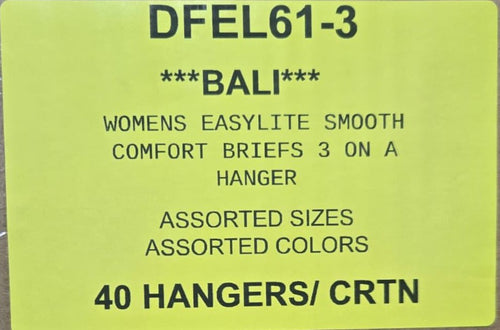 DFEL61-3
***BALI***
WOMENS EASYLITE SMOOTH
COMFORT BRIEFS 3 ON A
HANGER
ASSORTED SIZES
ASSORTED COLORS
40 HANGERS/ CRTN